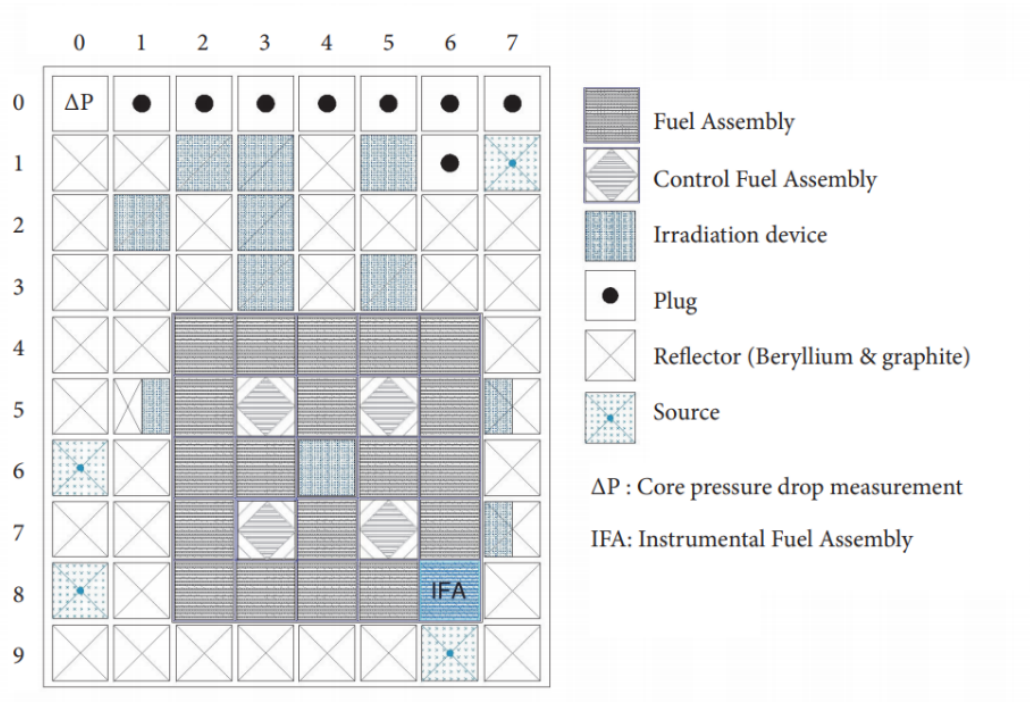 0 1 2 3 4 5 6 7
0 ΔP
1
2
3
4
5
6
7
8 IFA
9
Fuel Assembly
Control Fuel Assembly
Irradiation device
Plug
Reflector (Beryllium & graphite)
Source
ΔP : Core pressure drop measurement
IFA: Instrumental Fuel Assembly